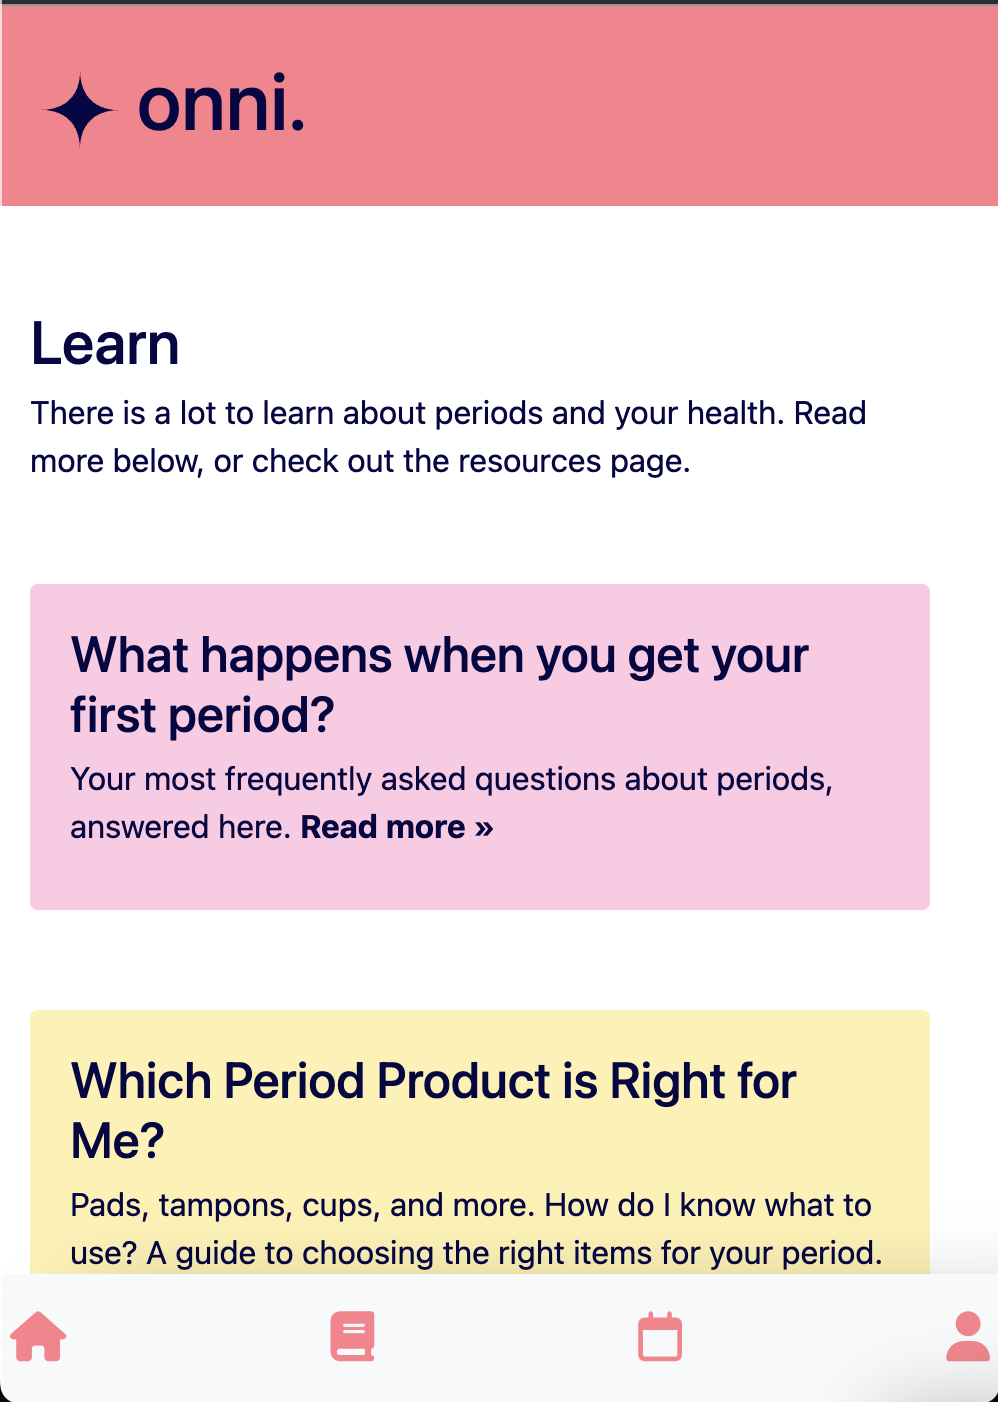 onni.
Learn
There is a lot to learn about periods and your health. Read
more below, or check out the resources page.
What happens when you get your
first period?
Your most frequently asked questions about periods,
answered here. Read more »
Which Period Product is Right for
Me?
Pads, tampons, cups, and more. How do I know what to
use? A guide to choosing the right items for your period.